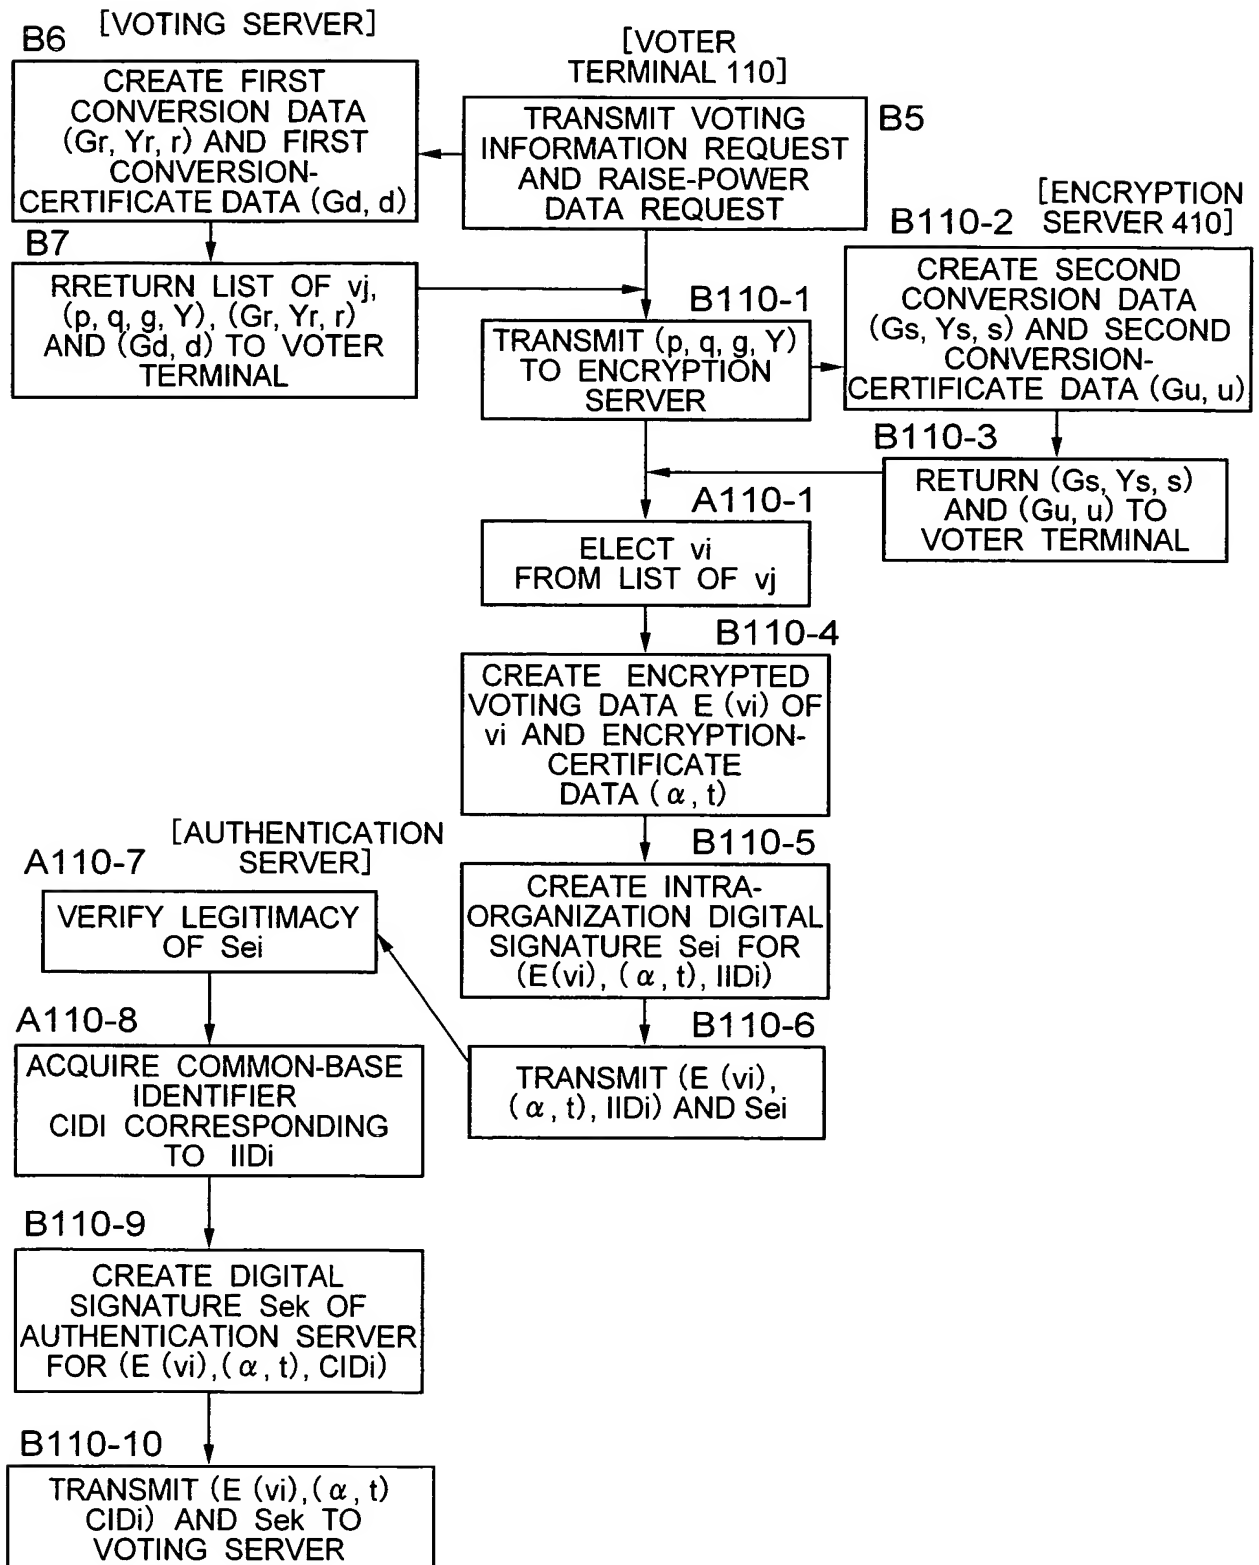 [VOTING SERVER]
B6
CREATE FIRST
CONVERSION DATA
(Gr, Yr, r) AND FIRST
CONVERSION-
CERTIFICATE DATA (Gd, d)
[VOTER
TERMINAL 110]
B5
TRANSMIT VOTING
INFORMATION REQUEST
AND RAISE-POWER
DATA REQUEST
B7
RRETURN LIST OF vj,
(p, q, g, Y), (Gr, Yr, r)
AND (Gd, d) TO VOTER
TERMINAL
B110-1
TRANSMIT (p, q, g, Y)
TO ENCRYPTION
SERVER
[ENCRYPTION
SERVER 410]
B110-2
CREATE SECOND
CONVERSION DATA
(Gs, Ys, s) AND SECOND
CONVERSION-
CERTIFICATE DATA (Gu, u)
B110-3
RETURN (Gs, Ys, s)
AND (Gu, u) TO
VOTER TERMINAL
A110-1
ELECT vi
FROM LIST OF vj
B110-4
CREATE ENCRYPTED
VOTING DATA E (vi) OF
vi AND ENCRYPTION-
CERTIFICATE
DATA (α, t)
B110-5
CREATE INTRA-
ORGANIZATION DIGITAL
SIGNATURE Sei FOR
(E(vi), (α, t), IIDi)
B110-6
TRANSMIT (E (vi),
(α, t), IIDi) AND Sei
[AUTHENTICATION
SERVER]
A110-7
VERIFY LEGITIMACY
OF Sei
A110-8
ACQUIRE COMMON-BASE
IDENTIFIER
CIDI CORRESPONDING
TO IIDi
B110-9
CREATE DIGITAL
SIGNATURE Sek OF
AUTHENTICATION SERVER
FOR (E (vi),(α, t), CIDi)
B110-10
TRANSMIT (E (vi),(α, t)
CIDi) AND Sek TO
VOTING SERVER